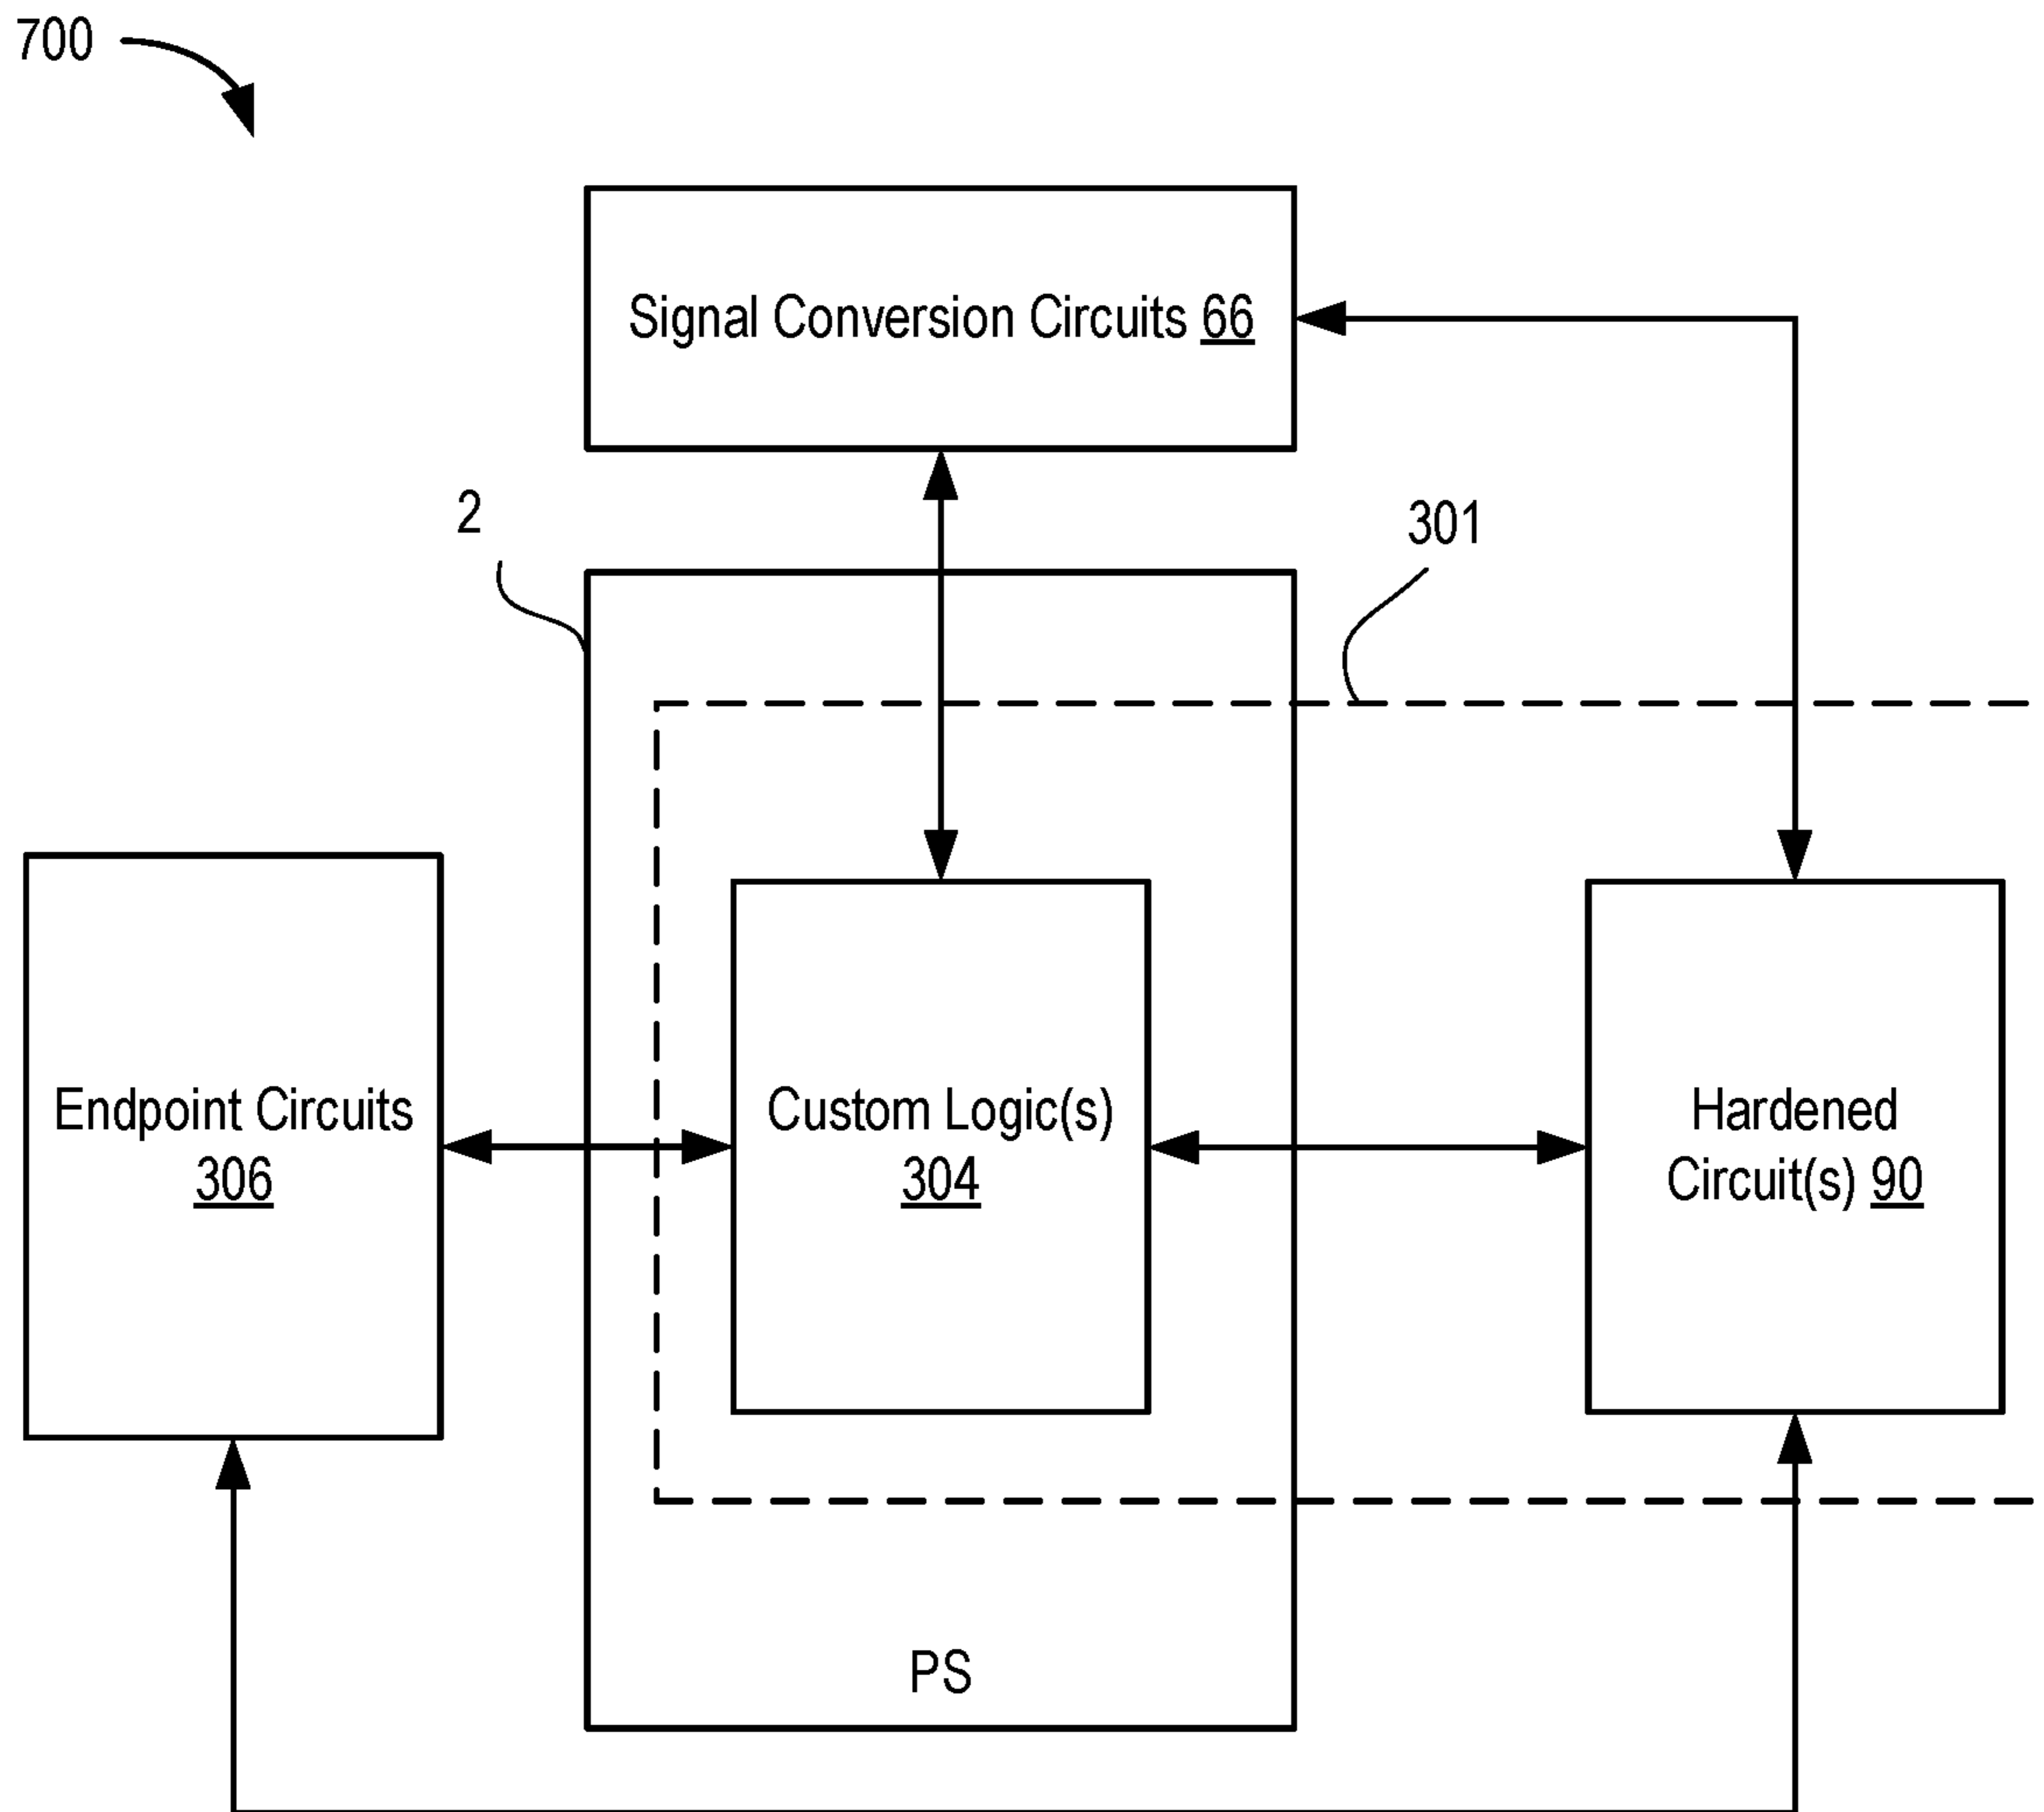 700
Signal Conversion Circuits 66
2
301
Endpoint Circuits
306
Custom Logic(s)
304
Hardened
Circuit(s) 90
PS